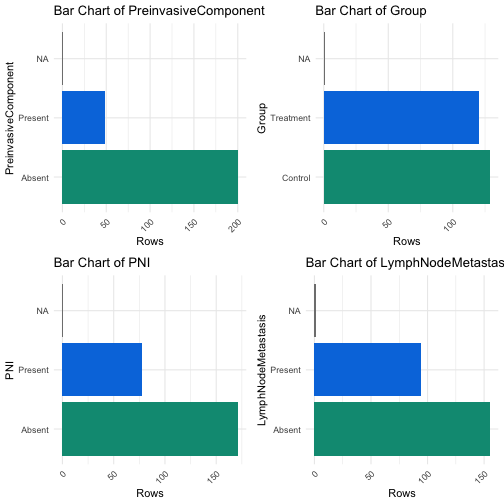 Bar Chart of PreinvasiveComponent
PreinvasiveComponent
NA
Present
Absent
0
50
100
150
200
Rows
Bar Chart of Group
Group
NA
Treatment
Control
0
50
100
Rows
Bar Chart of PNI
PNI
NA
Present
Absent
0
50
100
150
Rows
Bar Chart of LymphNodeMetastas
LymphNodeMetastasis
NA
Present
Absent
0
50
100
150
Rows